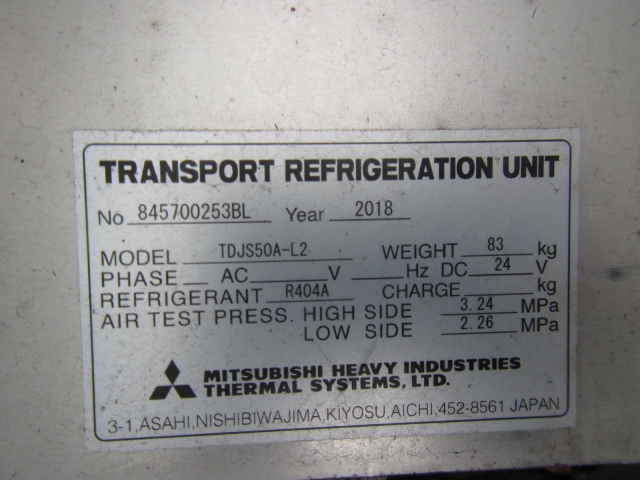 TRANSPORT REFRIGERATION UNIT
No 845700253BL Year 2018
MODEL TDJS50A-L2 WEIGHT 83 kg
PHASE AC V Hz DC 24 V
REFRIGERANT R404A CHARGE kg
AIR TEST PRESS. HIGH SIDE 3.24 MPa
LOW SIDE 2.26 MPa
MITSUBISHI HEAVY INDUSTRIES
THERMAL SYSTEMS, LTD.
3-1,ASAHI,NISHIBIWAJIMA,KIYOSU,AICHI,452-8561 JAPAN